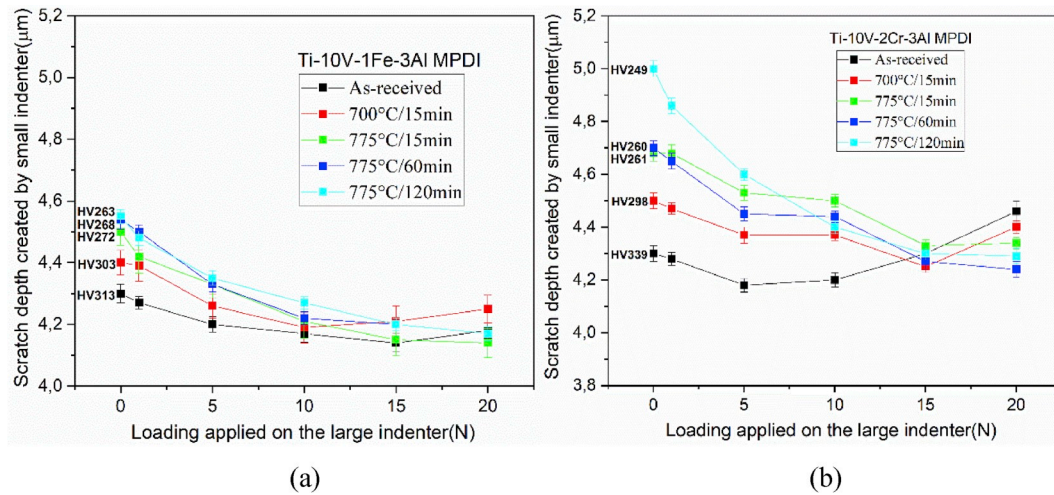 Scratch depth created by small indenter(μm)
5,2
5,0
4,8
4,6
4,4
4,2
4,0
Ti-10V-1Fe-3Al MPDI
As-received
700°C/15min
775°C/15min
775°C/60min
775°C/120min
HV263
HV268
HV272
HV303
HV313
0
5
10
15
20
Loading applied on the large indenter(N)
(a)
Scratch depth created by small indenter(μm)
5,2
5,0
4,8
4,6
4,4
4,2
4,0
3,8
Ti-10V-2Cr-3Al MPDI
As-received
700°C/15min
775°C/15min
775°C/60min
775°C/120min
HV249
HV260
HV261
HV298
HV339
0
5
10
15
20
Loading applied on the large indenter(N)
(b)